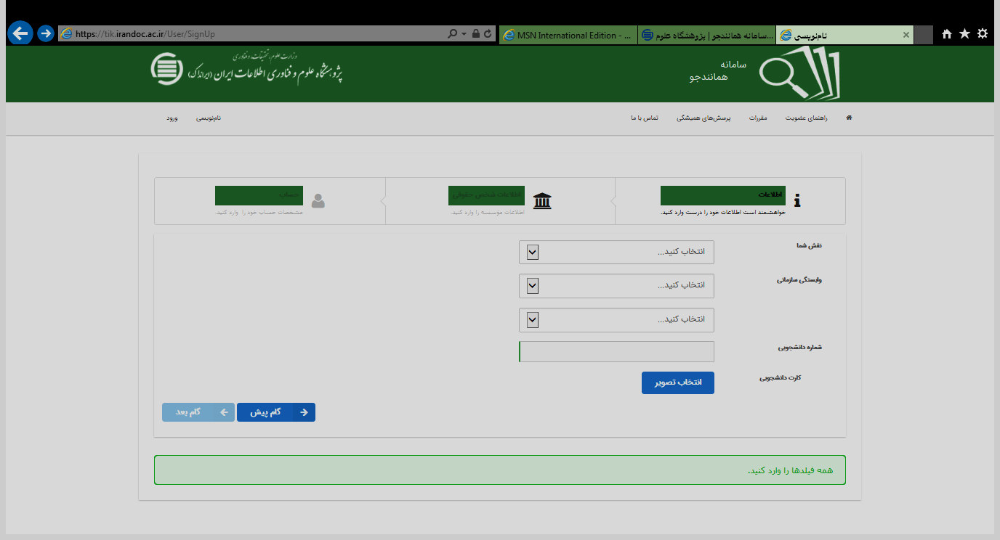 https://tik.irandoc.ac.ir/User/SignUp
MSN International Edition - ...
سامانه همانندجو | پژوهشگاه علوم...
نام‌نویسی
وزارت علوم، تحقیقات و فناوری
پژوهشگاه علوم و فناوری اطلاعات ایران (ایرانداک)
سامانه
همانندجو
راهنمای عضویت
مقررات
پرسش‌های همیشگی
تماس با ما
نام‌نویسی
ورود
اطلاعات
خواهشمند است اطلاعات خود را درست وارد کنید.
اطلاعات شخص حقوقی
اطلاعات مؤسسه را وارد کنید.
حساب
مشخصات حساب خود را وارد کنید.
نقش شما
انتخاب کنید...
وابستگی سازمانی
انتخاب کنید...
انتخاب کنید...
شماره دانشجویی
کارت دانشجویی
انتخاب تصویر
گام پیش
گام بعد
همه فیلدها را وارد کنید.